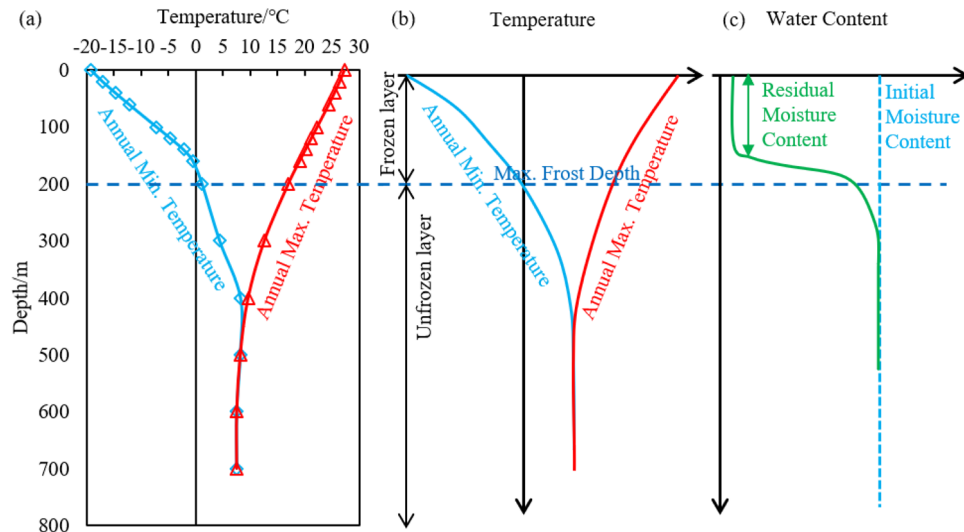 (a)
Temperature/°C
-20-15-10 -5 0 5 10 15 20 25 30
0
100
200
300
400
500
600
700
800
Depth/m
Annual Min. Temperature
Annual Max. Temperature
(b)
Temperature
Frozen layer
Unfrozen layer
Max. Frost Depth
Annual Min. Temperature
Annual Max. Temperature
(c)
Water Content
Residual
Moisture
Content
Initial
Moisture
Content